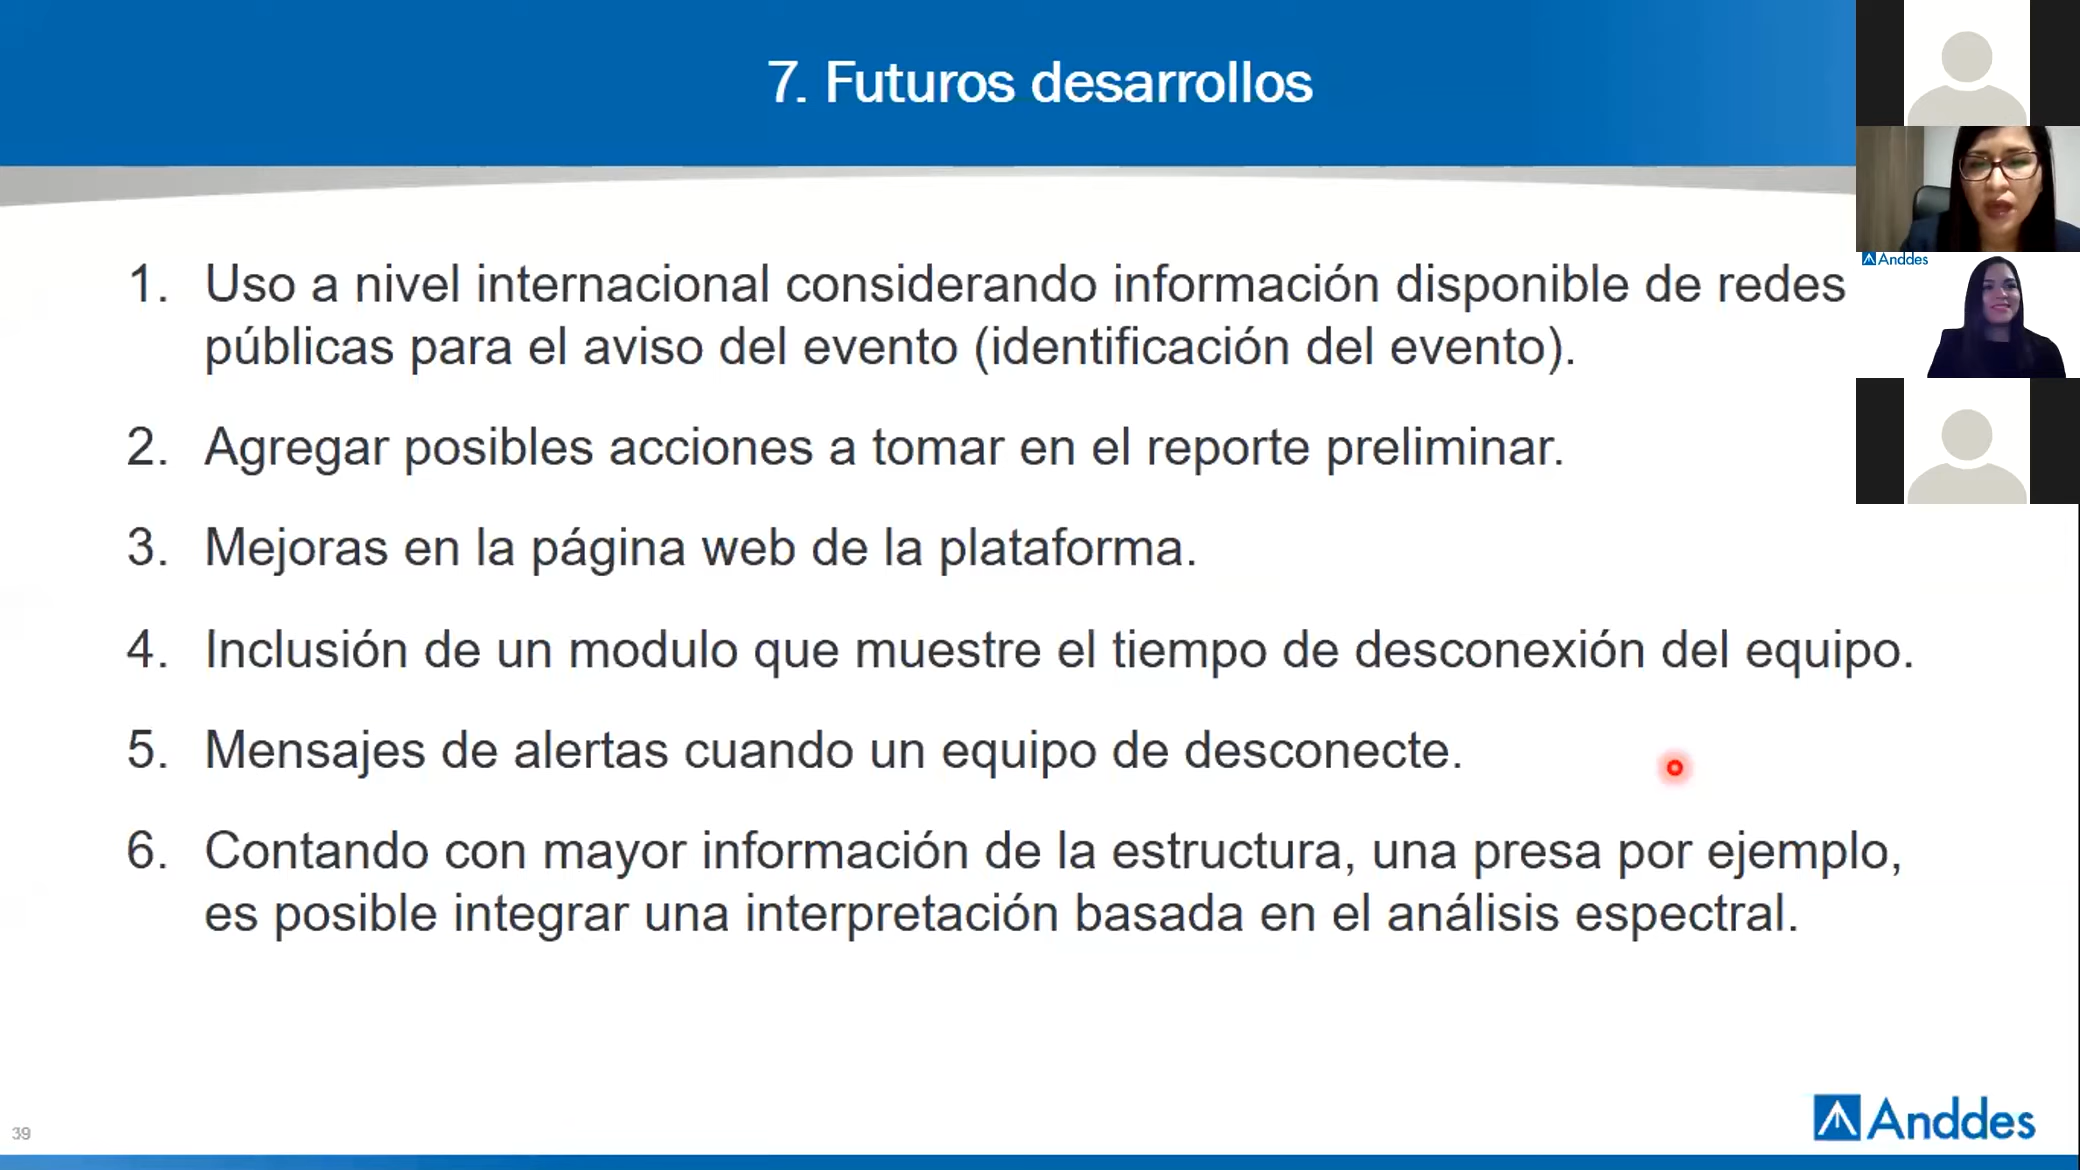 7. Futuros desarrollos
Anddes
1. Uso a nivel internacional considerando información disponible de redes
públicas para el aviso del evento (identificación del evento).
2. Agregar posibles acciones a tomar en el reporte preliminar.
3. Mejoras en la página web de la plataforma.
4. Inclusión de un modulo que muestre el tiempo de desconexión del equipo.
5. Mensajes de alertas cuando un equipo de desconecte.
6. Contando con mayor información de la estructura, una presa por ejemplo,
es posible integrar una interpretación basada en el análisis espectral.
39
Anddes